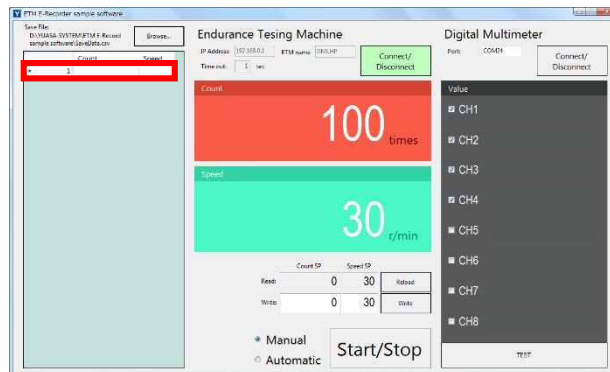 ETM E-Recorder sample software
Save File:
D:\YUASA-SYSTEM\ETM E-Record
sample software\SaveData.csv
Browse...
Count Speed
1
Endurance Tesing Machine
IP Address: 192.168.0.2 ETM name:
Time out: 1 sec
Connect/
Disconnect
Count
100 times
Speed
30 r/min
Count SP Speed SP
Read: 0 30 Reload
Write: 0 30 Write
Manual
Automatic
Start/Stop
Digital Multimeter
Port: COM21
Connect/
Disconnect
Value
CH1
CH2
CH3
CH4
CH5
CH6
CH7
CH8
TEST